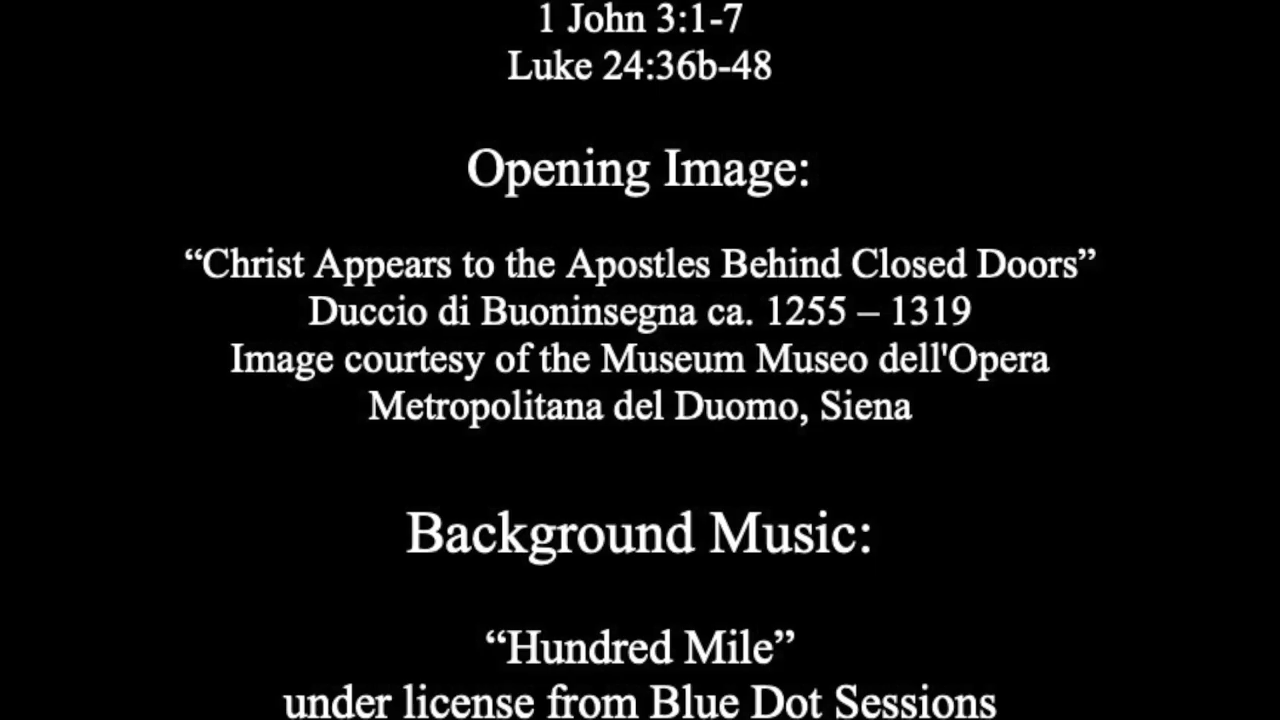 1 John 3:1-7
Luke 24:36b-48
Opening Image:
“Christ Appears to the Apostles Behind Closed Doors”
Duccio di Buoninsegna ca. 1255 – 1319
Image courtesy of the Museum Museo dell'Opera
Metropolitana del Duomo, Siena
Background Music:
“Hundred Mile”
under license from Blue Dot Sessions